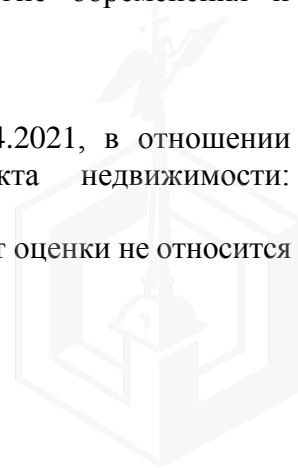 4.2021, в отношении
кта недвижимости:
т оценки не относится